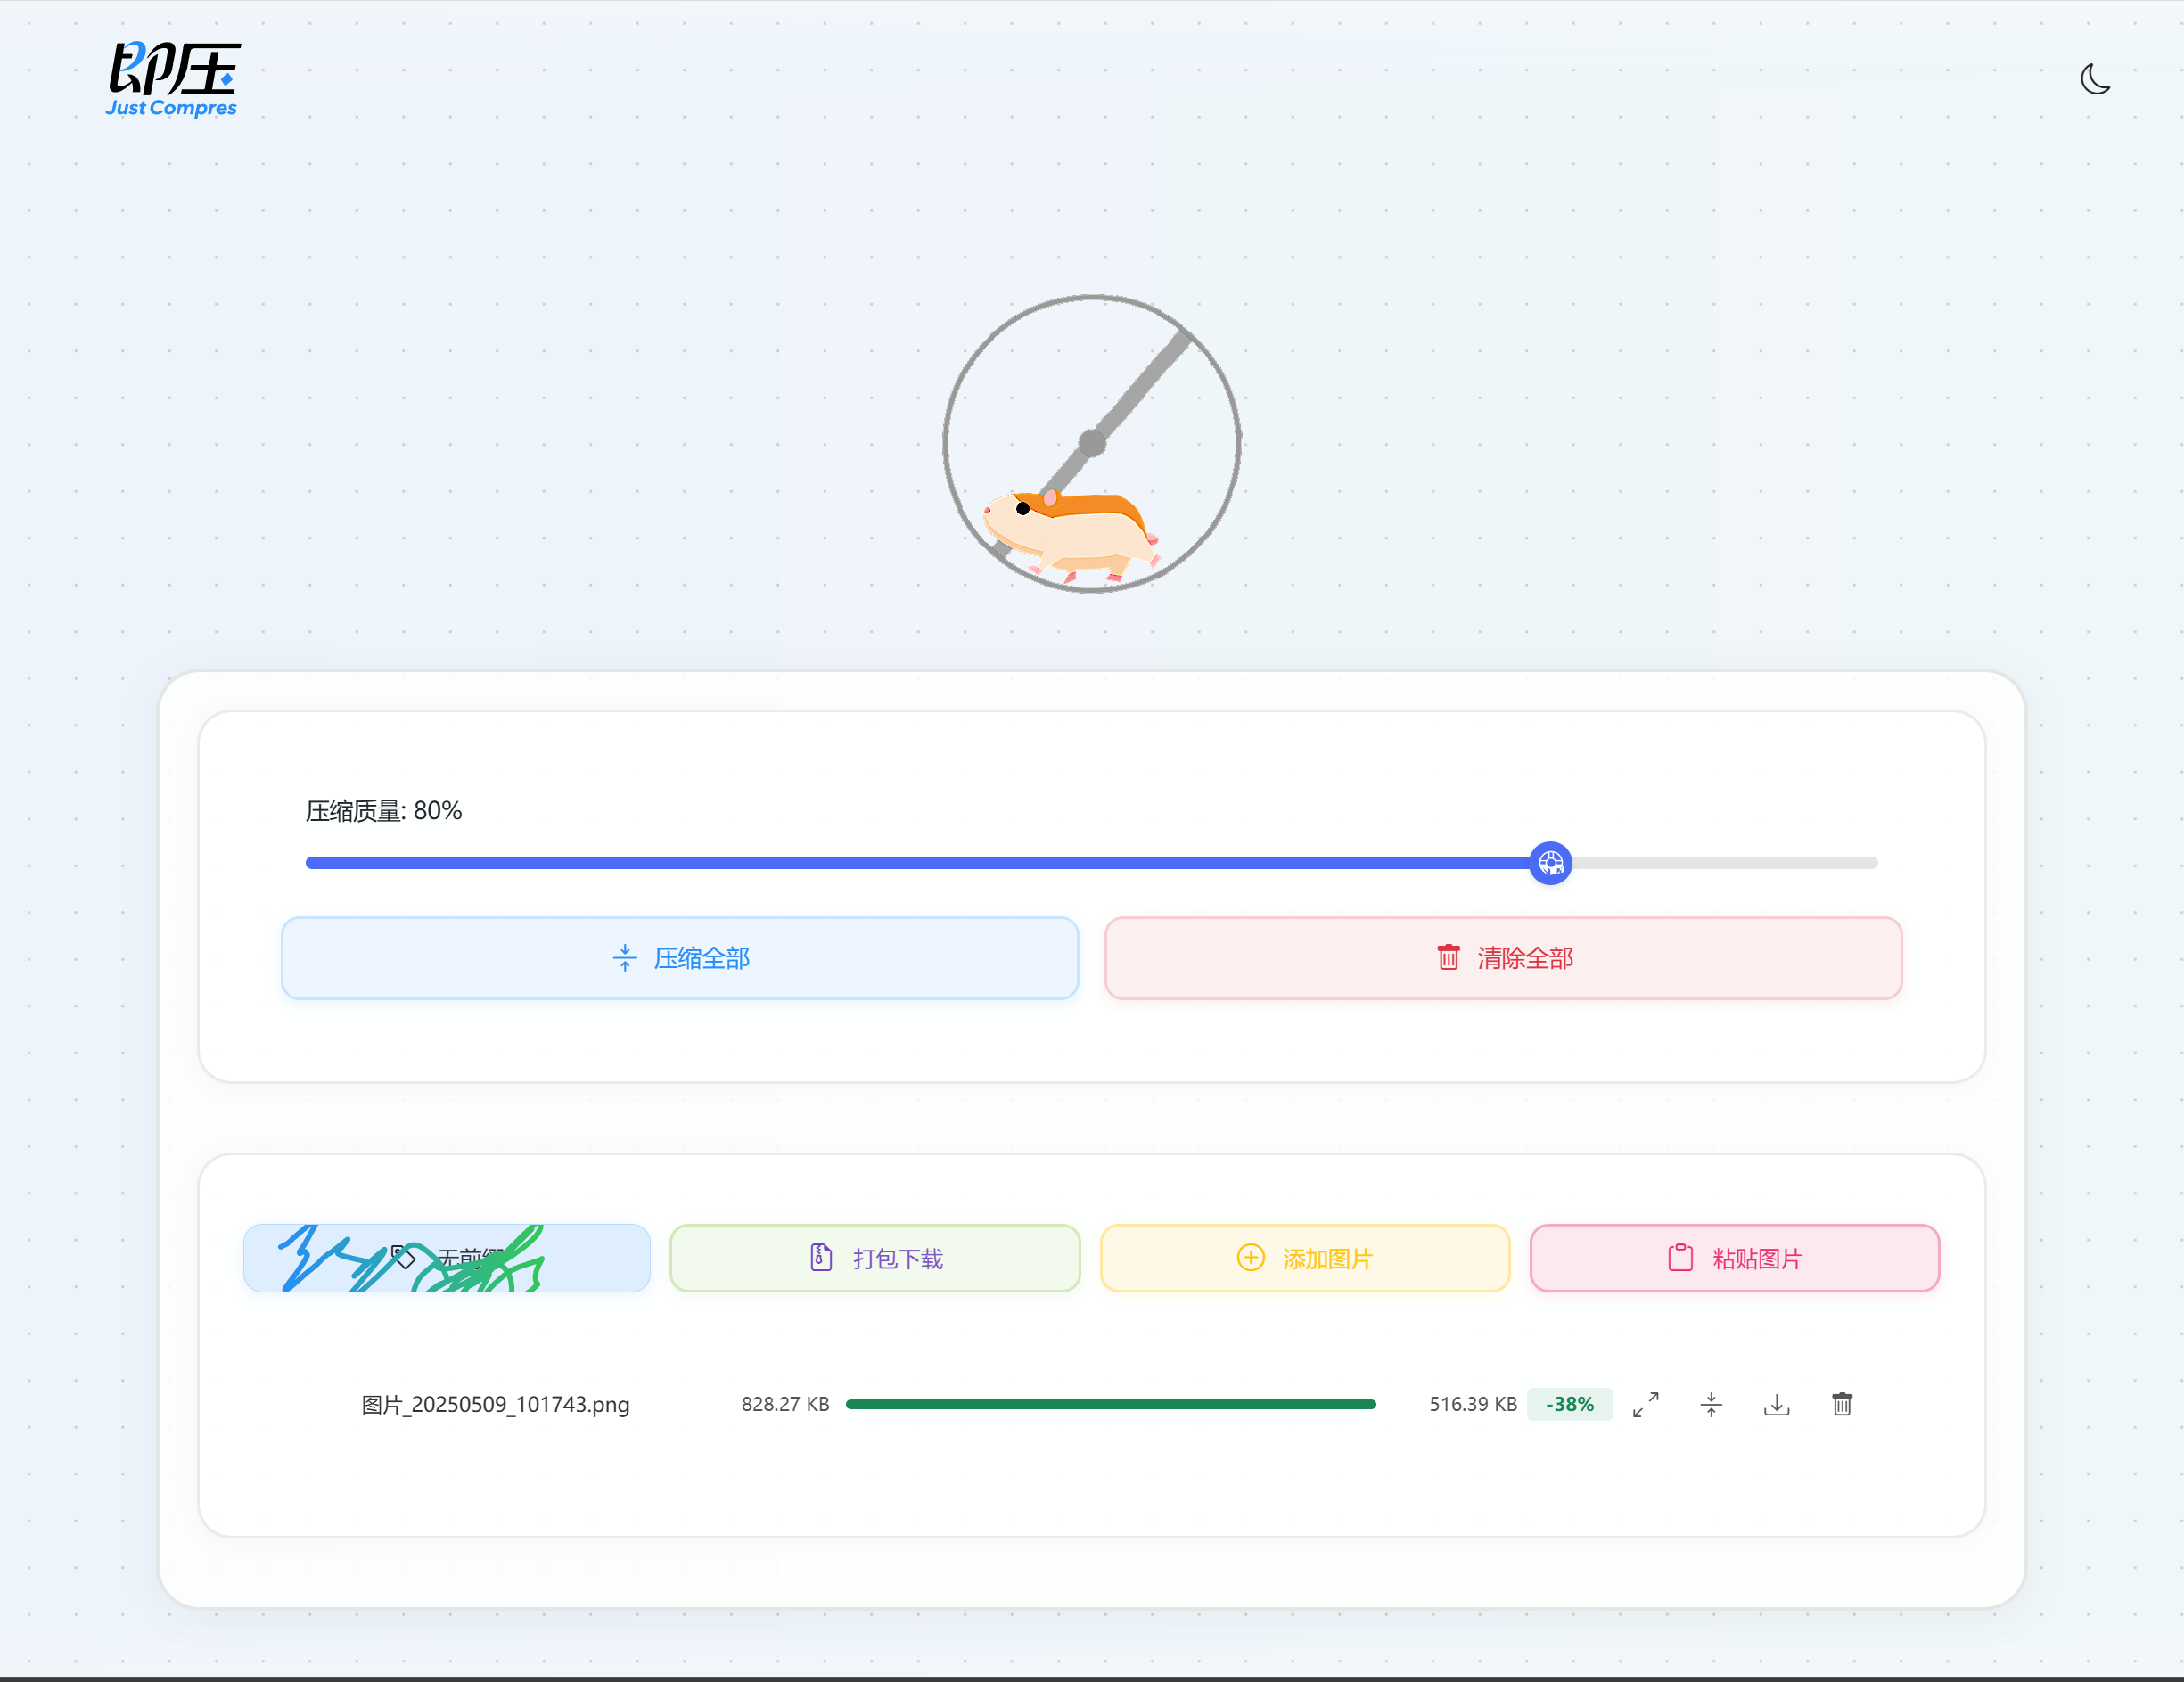 即压
Just Compres
压缩质量: 80%
压缩全部
清除全部
无前缀
打包下载
添加图片
粘贴图片
图片_20250509_101743.png 828.27 KB 516.39 KB -38%